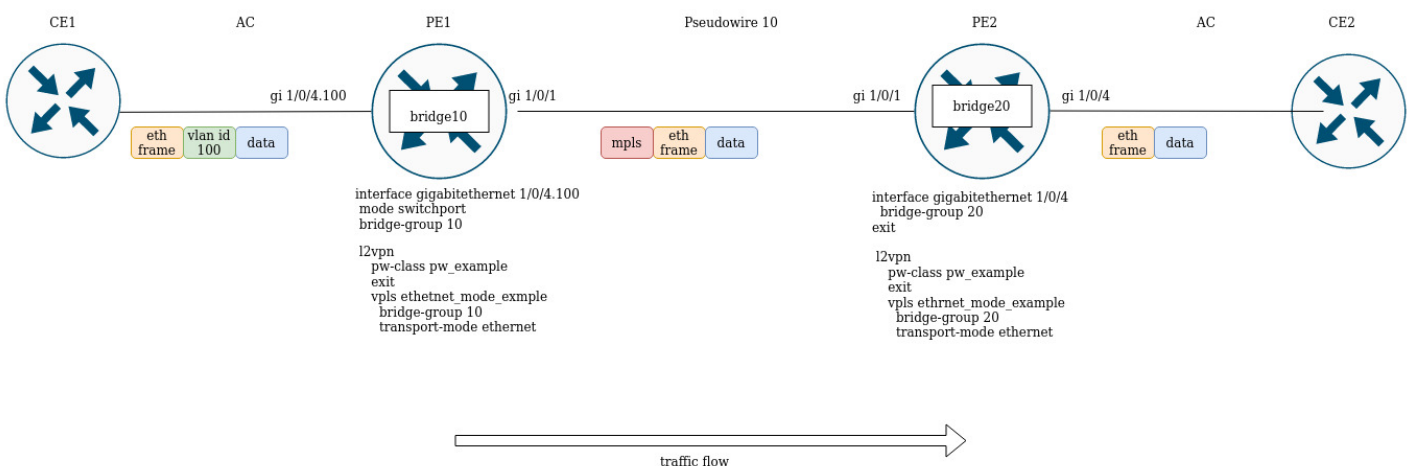 CE1
AC
PE1
Pseudowire 10
PE2
AC
CE2
gi 1/0/4.100
gi 1/0/1
gi 1/0/1
gi 1/0/4
bridge10
bridge20
eth
frame
vlan id
100
data
mpls
eth
frame
data
eth
frame
data
interface gigabitethernet 1/0/4.100
mode switchport
bridge-group 10
l2vpn
pw-class pw_example
exit
vpls ethetnet_mode_exmple
bridge-group 10
transport-mode ethernet
interface gigabitethernet 1/0/4
bridge-group 20
exit
l2vpn
pw-class pw_example
exit
vpls ethrnet_mode_example
bridge-group 20
transport-mode ethernet
traffic flow